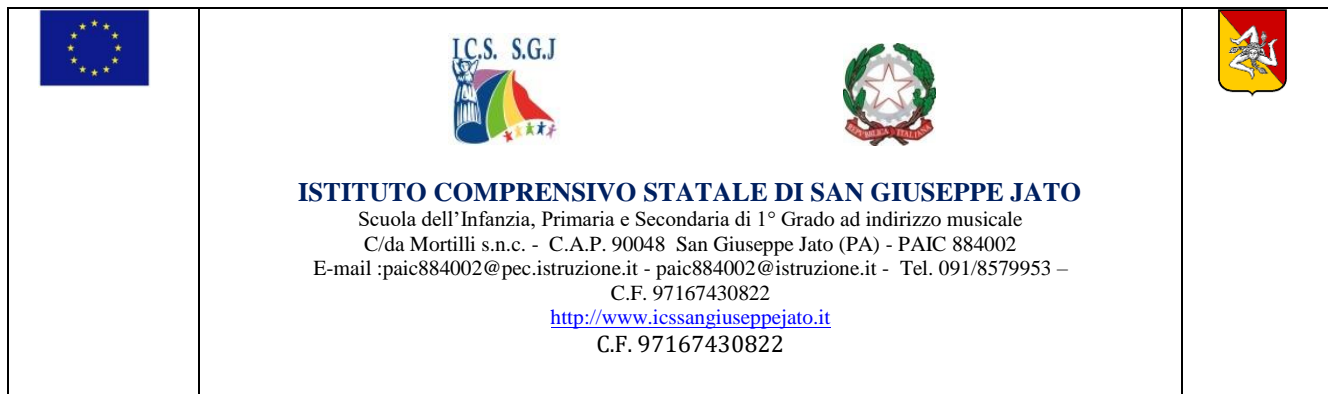 I.C.S. S.G.J
REPVBBLICA ITALIANA
ISTITUTO COMPRENSIVO STATALE DI SAN GIUSEPPE JATO
Scuola dell’Infanzia, Primaria e Secondaria di 1° Grado ad indirizzo musicale
C/da Mortilli s.n.c. - C.A.P. 90048 San Giuseppe Jato (PA) - PAIC 884002
E-mail :paic884002@pec.istruzione.it - paic884002@istruzione.it - Tel. 091/8579953 –
C.F. 97167430822
http://www.icssangiuseppejato.it
C.F. 97167430822